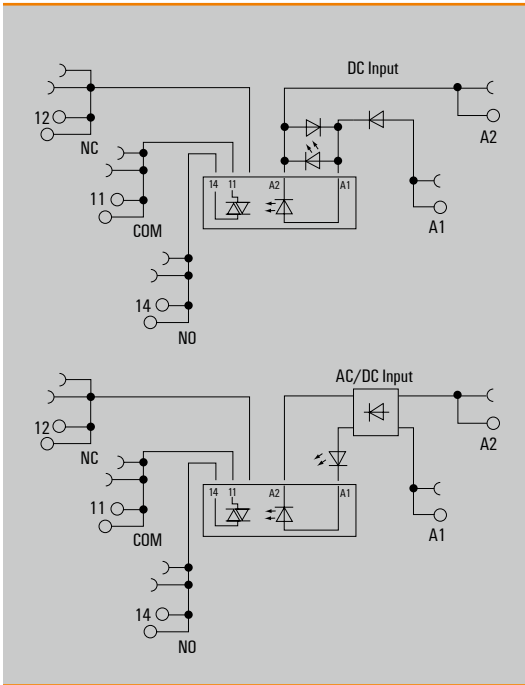 DC Input
12
NC
A2
11
COM
A1
14 11 A2 A1
14
NO
AC/DC Input
12
NC
A2
11
COM
A1
14 11 A2 A1
14
NO